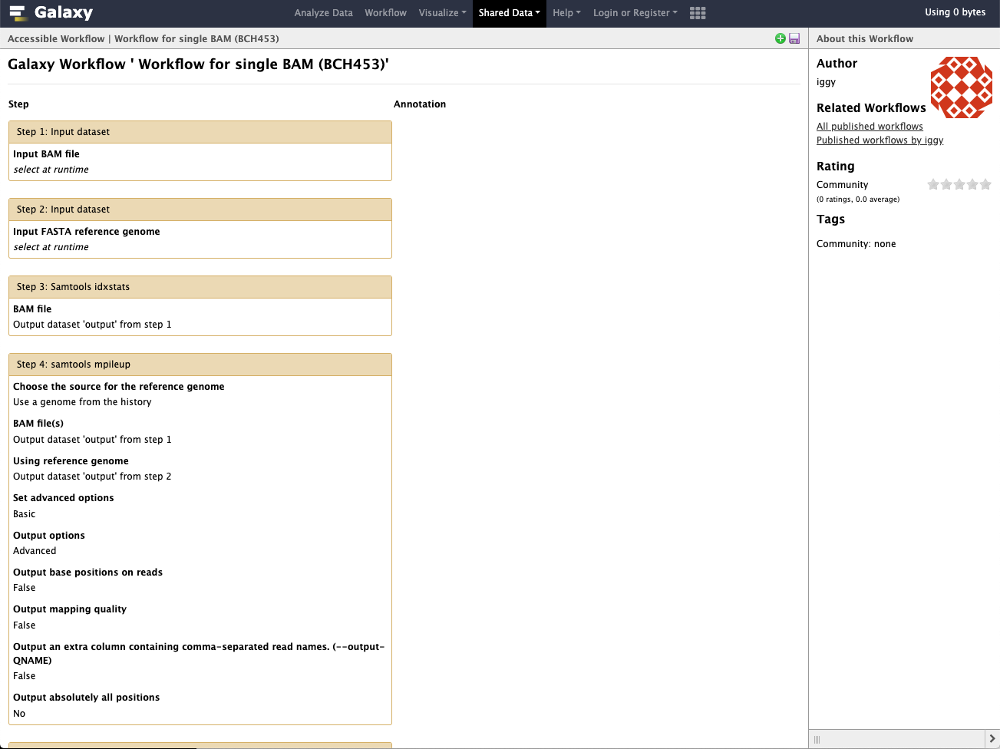 Galaxy
Analyze Data Workflow Visualize Shared Data Help Login or Register Using 0 bytes
Accessible Workflow | Workflow for single BAM (BCH453)
Galaxy Workflow ' Workflow for single BAM (BCH453)'
Step Annotation
Step 1: Input dataset
Input BAM file
select at runtime
Step 2: Input dataset
Input FASTA reference genome
select at runtime
Step 3: Samtools idxstats
BAM file
Output dataset 'output' from step 1
Step 4: samtools mpileup
Choose the source for the reference genome
Use a genome from the history
BAM file(s)
Output dataset 'output' from step 1
Using reference genome
Output dataset 'output' from step 2
Set advanced options
Basic
Output options
Advanced
Output base positions on reads
False
Output mapping quality
False
Output an extra column containing comma-separated read names. (--output-
QNAME)
False
Output absolutely all positions
No
About this Workflow
Author
iggy
Related Workflows
All published workflows
Published workflows by iggy
Rating
Community
(0 ratings, 0.0 average)
Tags
Community: none